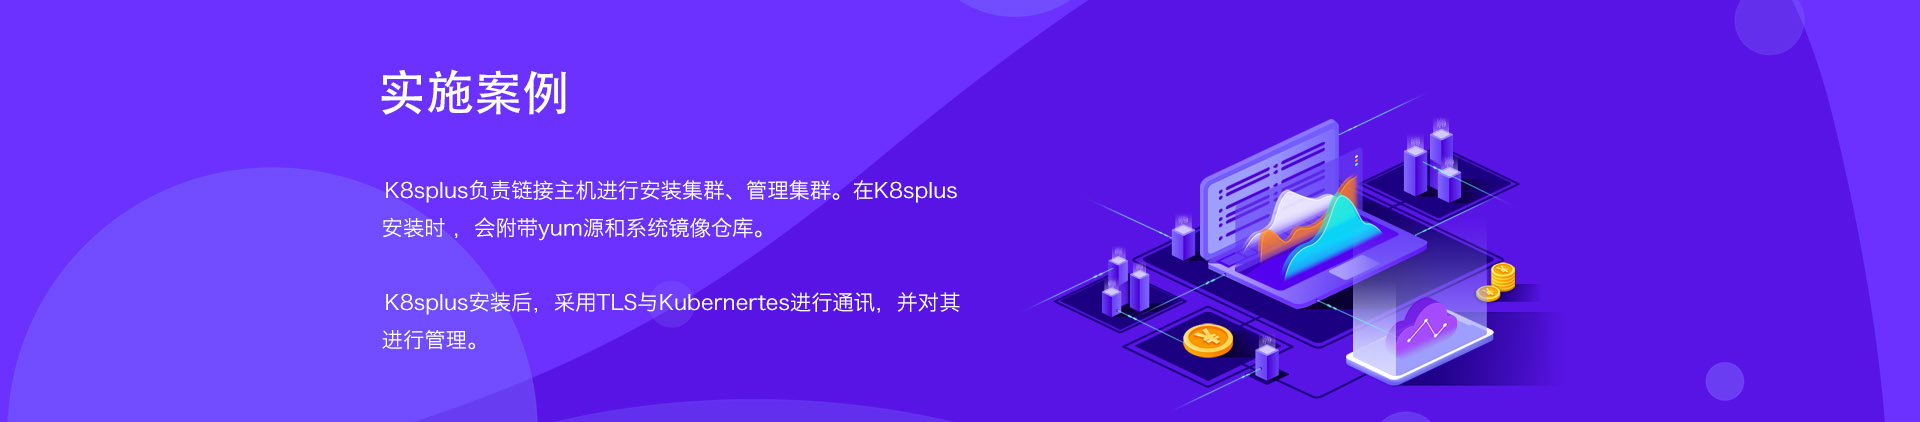 实施案例
K8splus负责链接主机进行安装集群、管理集群。在K8splus
安装时，会附带yum源和系统镜像仓库。
K8splus安装后，采用TLS与Kubernertes进行通讯，并对其
进行管理。